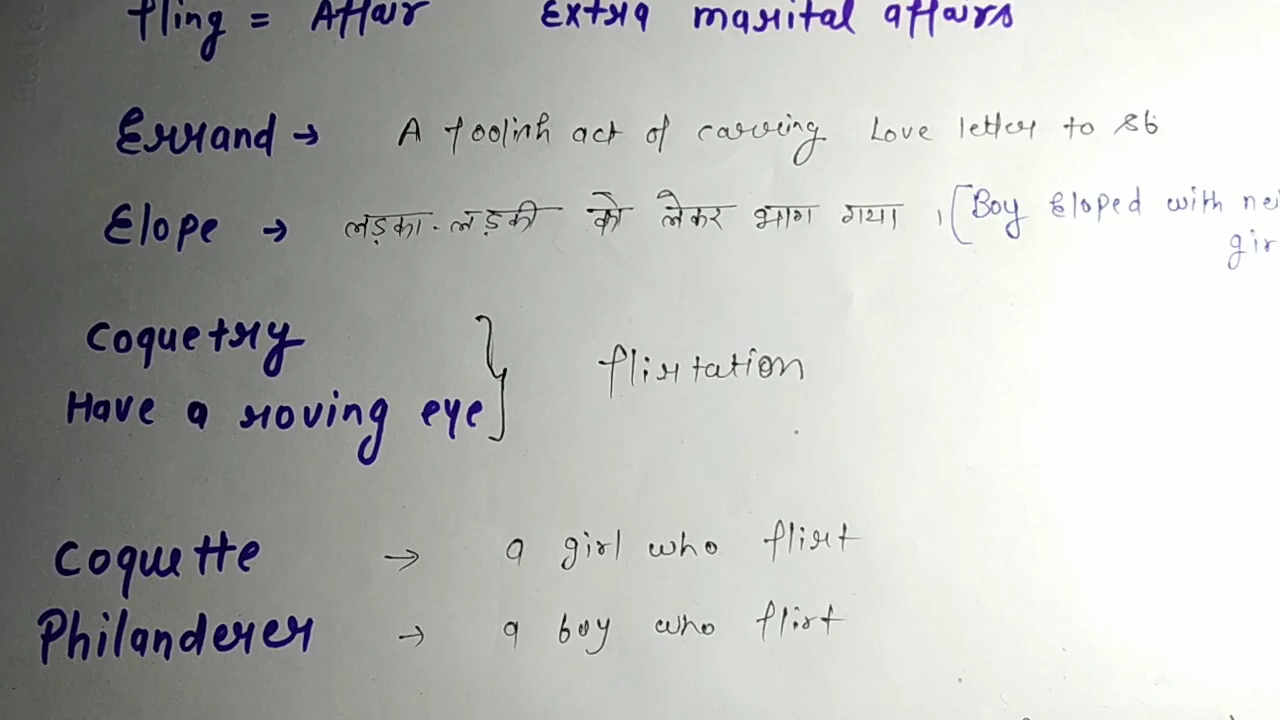 fling = Affair Extra marital affairs
Errand → A foolish act of carrying Love letter to sb
Elope → लड़का-लड़की को लेकर भाग गया । [Boy Eloped with
Coquetry
Have a roving eye } flirtation
Coquette → a girl who flirt
Philanderer → a boy who flirt